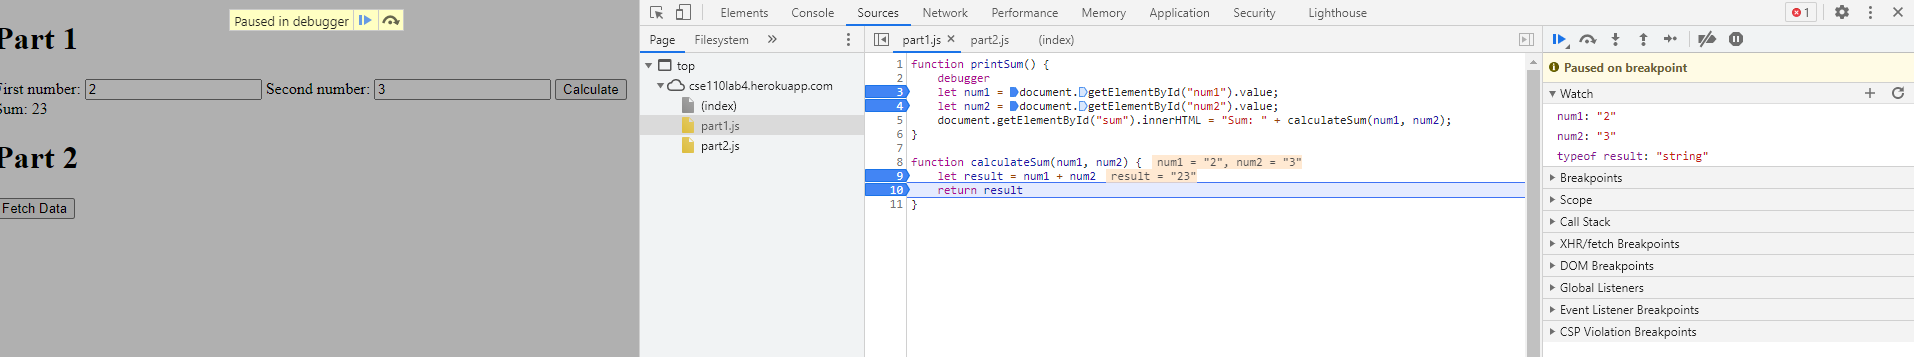 Paused in debugger
Part 1
First number: 2 Second number: 3 Calculate
Sum: 23
Part 2
Fetch Data
Elements Console Sources Network Performance Memory Application Security Lighthouse 1
Page Filesystem »
top
cse110lab4.herokuapp.com
(index)
part1.js
part2.js
part1.js × part2.js (index)
1 function printSum() {
2 debugger
3 let num1 = document.getElementById("num1").value;
4 let num2 = document.getElementById("num2").value;
5 document.getElementById("sum").innerHTML = "Sum: " + calculateSum(num1, num2);
6 }
7
8 function calculateSum(num1, num2) { num1 = "2", num2 = "3"
9 let result = num1 + num2 result = "23"
10 return result
11 }
Paused on breakpoint
Watch
num1: "2"
num2: "3"
typeof result: "string"
Breakpoints
Scope
Call Stack
XHR/fetch Breakpoints
DOM Breakpoints
Global Listeners
Event Listener Breakpoints
CSP Violation Breakpoints